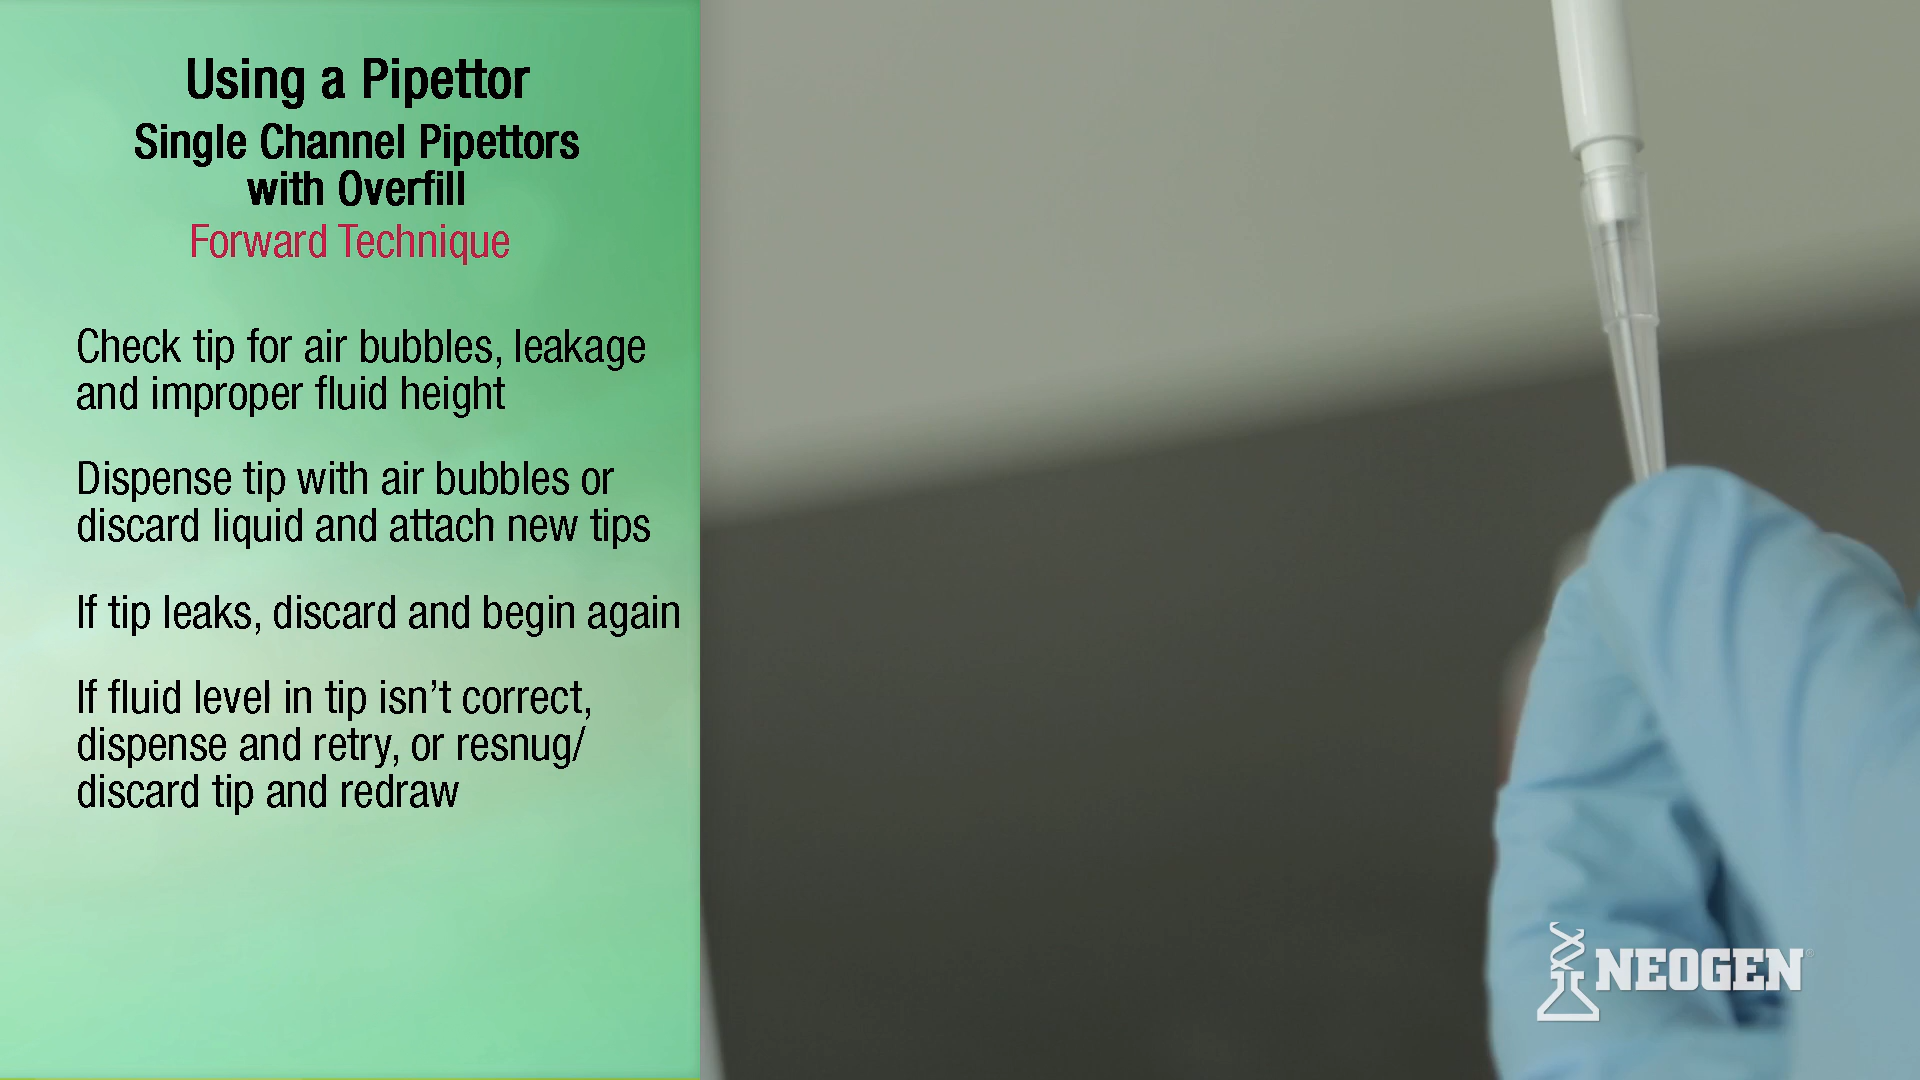 Using a Pipettor
Single Channel Pipettors
with Overfill
Forward Technique
Check tip for air bubbles, leakage
and improper fluid height
Dispense tip with air bubbles or
discard liquid and attach new tips
If tip leaks, discard and begin again
If fluid level in tip isn’t correct,
dispense and retry, or resnug/
discard tip and redraw
NEOGEN®